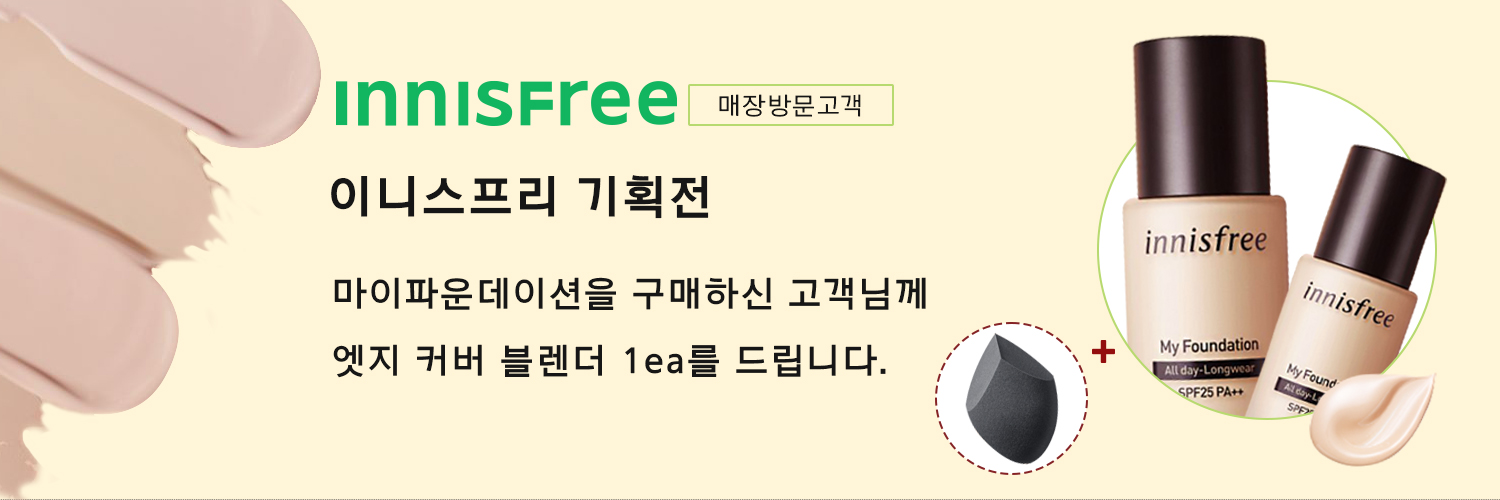 INNISFree
매장방문고객
이니스프리 기획전
마이파운데이션을 구매하신 고객님께
엣지 커버 블렌더 1ea를 드립니다.
+
innisfree
My Foundation
All day-Longwear
SPF25 PA++
innisfree
My Found
All day-L
SPF2